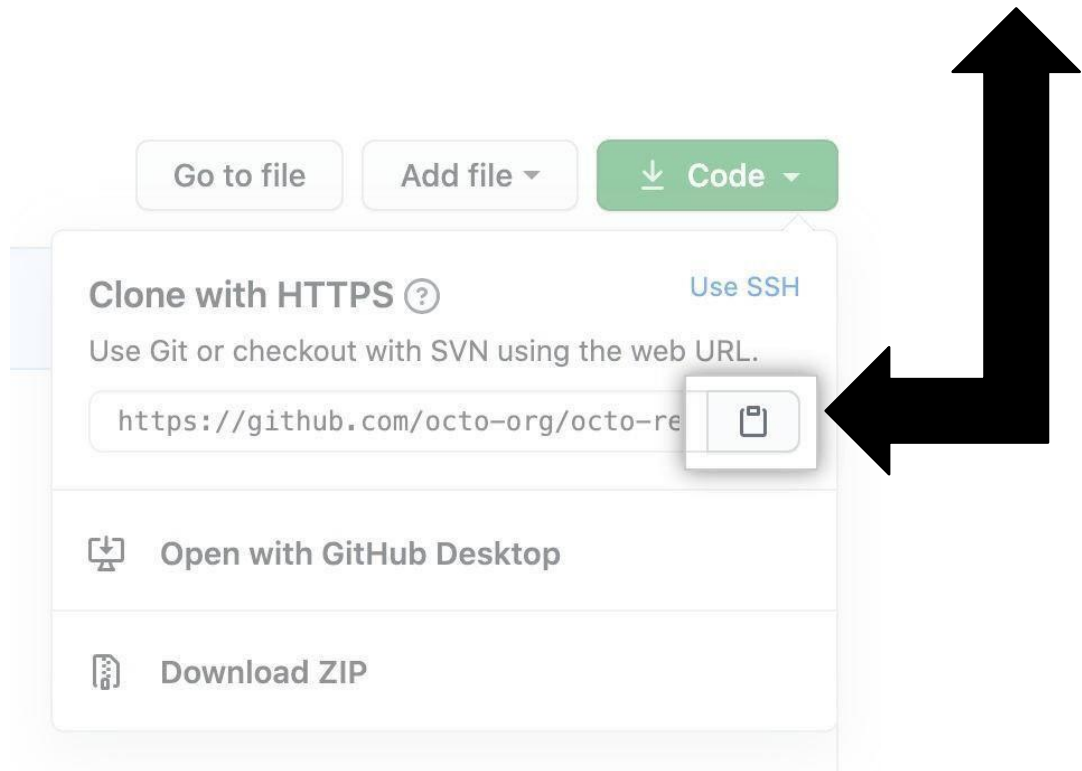 Go to file
Add file
Code
Clone with HTTPS ?
Use SSH
Use Git or checkout with SVN using the web URL.
https://github.com/octo-org/octo-re
Open with GitHub Desktop
Download ZIP